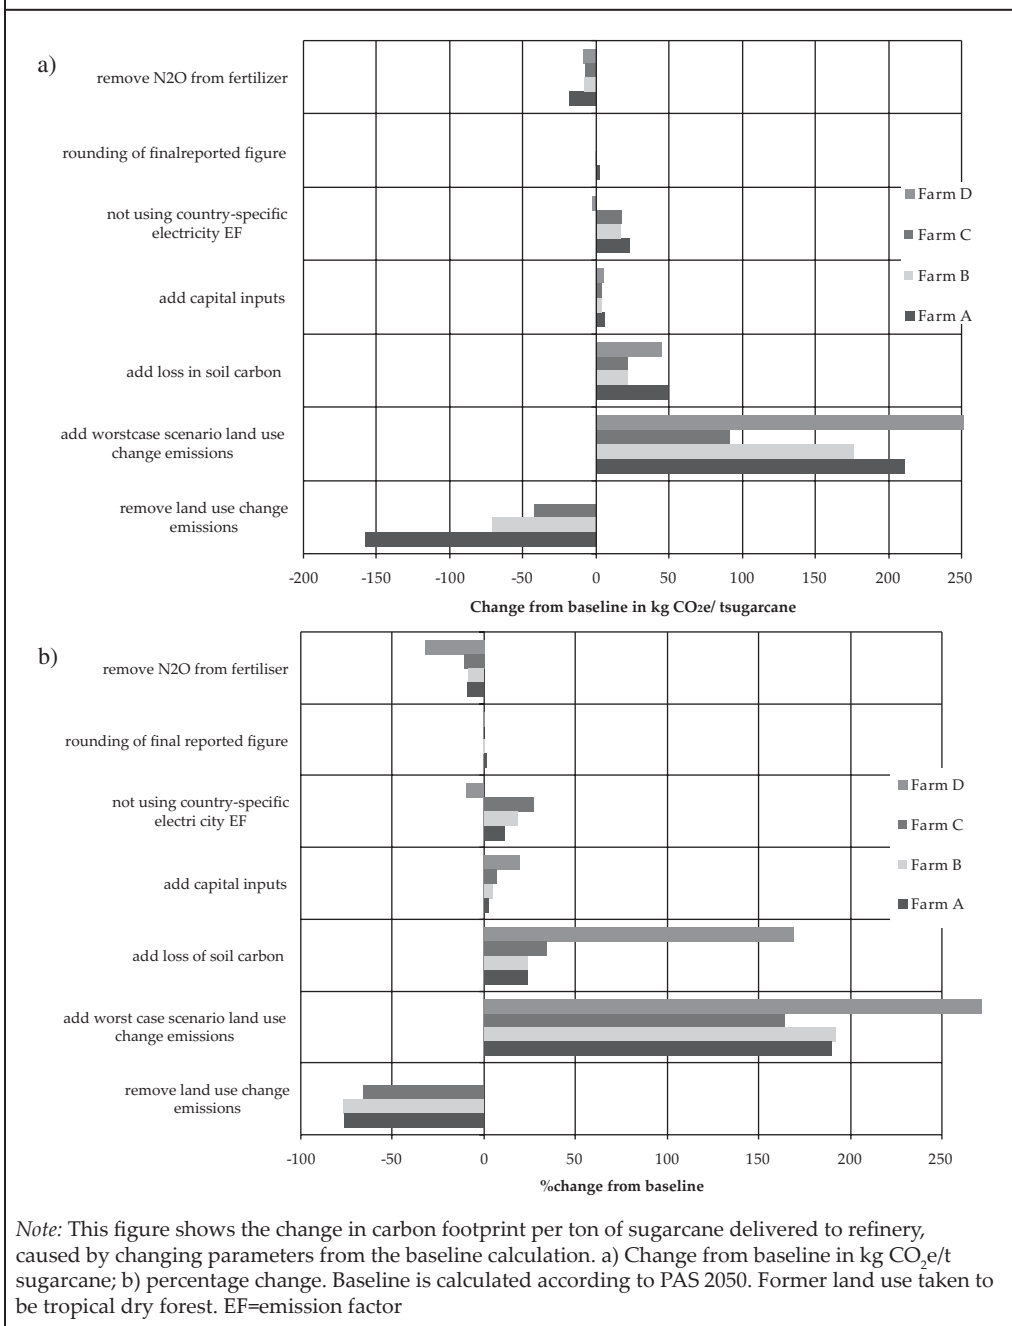 a)
remove N2O from fertilizer
rounding of finalreported figure
not using country-specific
electricity EF
add capital inputs
add loss in soil carbon
add worstcase scenario land use
change emissions
remove land use change
emissions
Farm D
Farm C
Farm B
Farm A
-200 -150 -100 -50 0 50 100 150 200 250
Change from baseline in kg CO2e/ tsugarcane
b)
remove N2O from fertiliser
rounding of final reported figure
not using country-specific
electri city EF
add capital inputs
add loss of soil carbon
add worst case scenario land use
change emissions
remove land use change
emissions
Farm D
Farm C
Farm B
Farm A
-100 -50 0 50 100 150 200 250
%change from baseline
Note: This figure shows the change in carbon footprint per ton of sugarcane delivered to refinery,
caused by changing parameters from the baseline calculation. a) Change from baseline in kg CO2e/t
sugarcane; b) percentage change. Baseline is calculated according to PAS 2050. Former land use taken to
be tropical dry forest. EF=emission factor